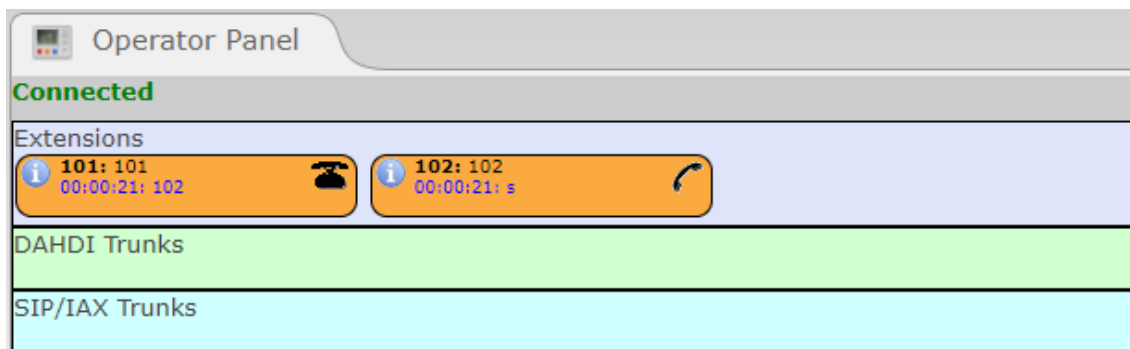 Operator Panel
Connected
Extensions
101: 101
00:00:21: 102
102: 102
00:00:21: s
DAHDI Trunks
SIP/IAX Trunks